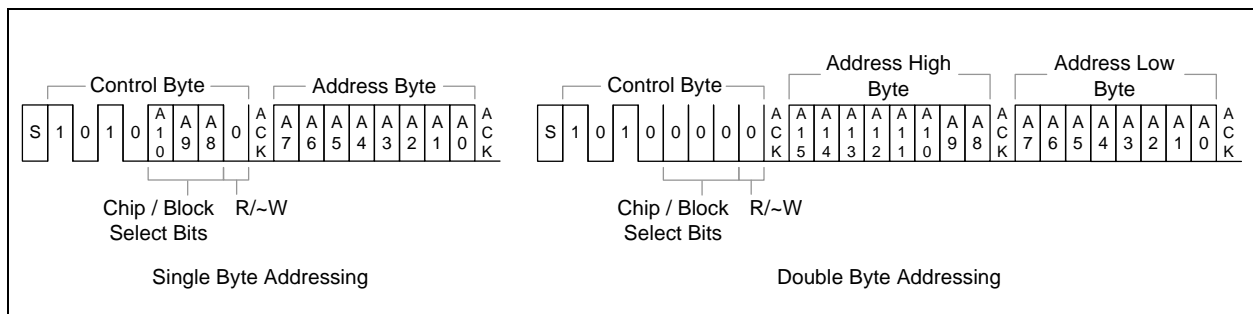 Control Byte
Address Byte
S 1 0 1 0 A10 A9 A8 0 ACK A7 A6 A5 A4 A3 A2 A1 A0 ACK
Chip / Block
Select Bits
R/~W
Single Byte Addressing
Control Byte
Address High
Byte
Address Low
Byte
S 1 0 1 0 0 0 0 0 ACK A15 A14 A13 A12 A11 A10 A9 A8 ACK A7 A6 A5 A4 A3 A2 A1 A0 ACK
Chip / Block
Select Bits
R/~W
Double Byte Addressing